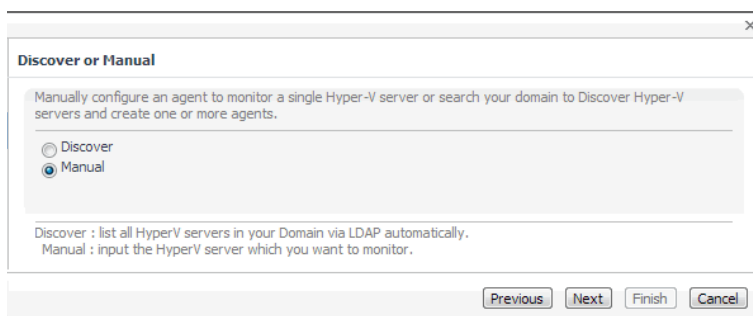 Discover or Manual
Manually configure an agent to monitor a single Hyper-V server or search your domain to Discover Hyper-V
servers and create one or more agents.
Discover
Manual
Discover : list all HyperV servers in your Domain via LDAP automatically.
Manual : input the HyperV server which you want to monitor.
Previous Next Finish Cancel